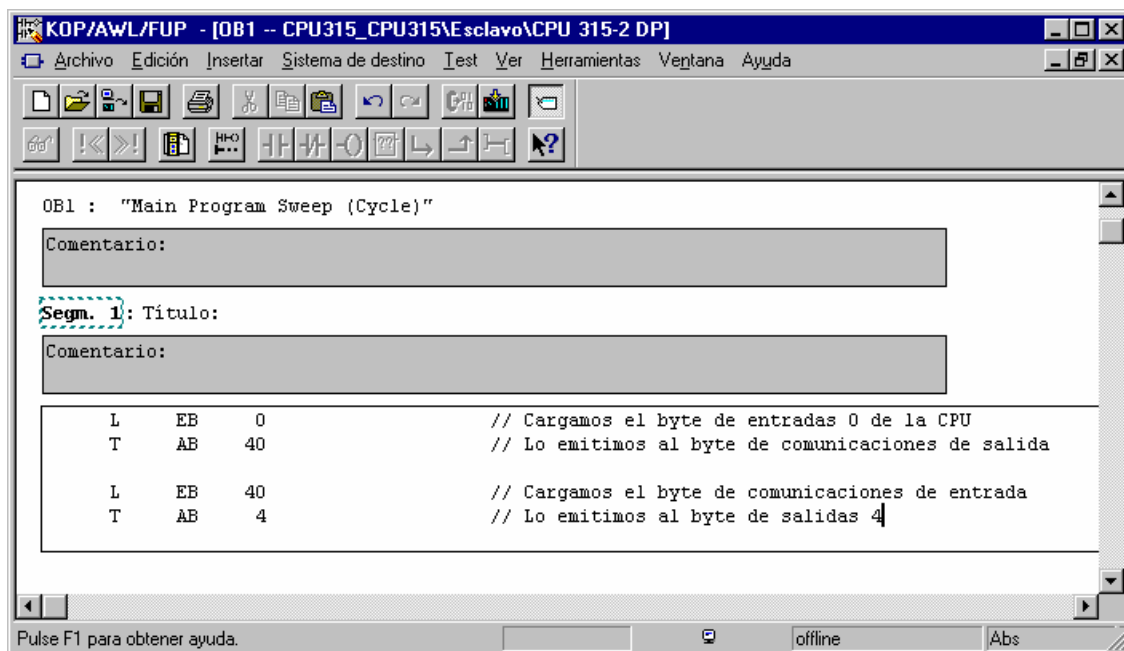 KOP/AWL/FUP - [OB1 -- CPU315_CPU315\Esclavo\CPU 315-2 DP]
Archivo Edición Insertar Sistema de destino Test Ver Herramientas Ventana Ayuda
OB1 : "Main Program Sweep (Cycle)"
Comentario:
Segm. 1: Título:
Comentario:
L EB 0 // Cargamos el byte de entradas 0 de la CPU
T AB 40 // Lo emitimos al byte de comunicaciones de salida
L EB 40 // Cargamos el byte de comunicaciones de entrada
T AB 4 // Lo emitimos al byte de salidas 4
Pulse F1 para obtener ayuda. offline Abs